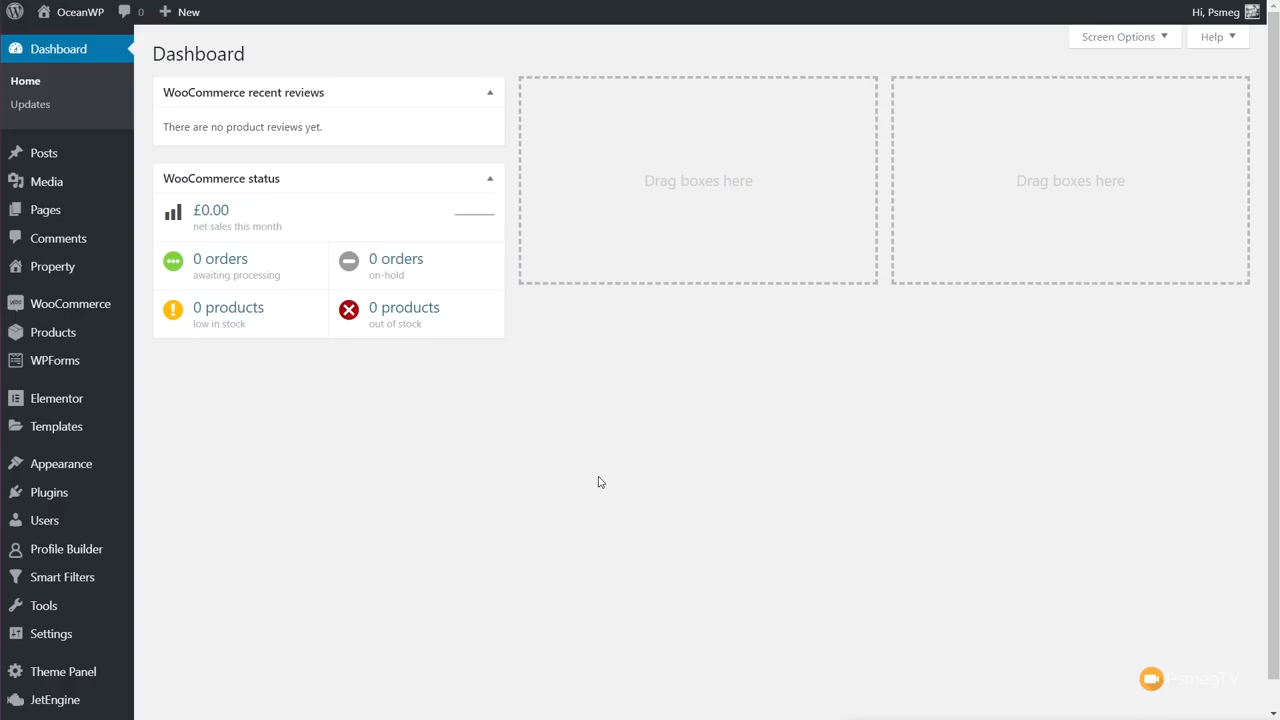 OceanWP
0
New
Hi, Psmeg
Dashboard
Home
Updates
Posts
Media
Pages
Comments
Property
WooCommerce
Products
WPForms
Elementor
Templates
Appearance
Plugins
Users
Profile Builder
Smart Filters
Tools
Settings
Theme Panel
JetEngine
Screen Options
Help
Dashboard
WooCommerce recent reviews
There are no product reviews yet.
WooCommerce status
£0.00
net sales this month
0 orders
awaiting processing
0 orders
on-hold
0 products
low in stock
0 products
out of stock
Drag boxes here
Drag boxes here
PsmegTV